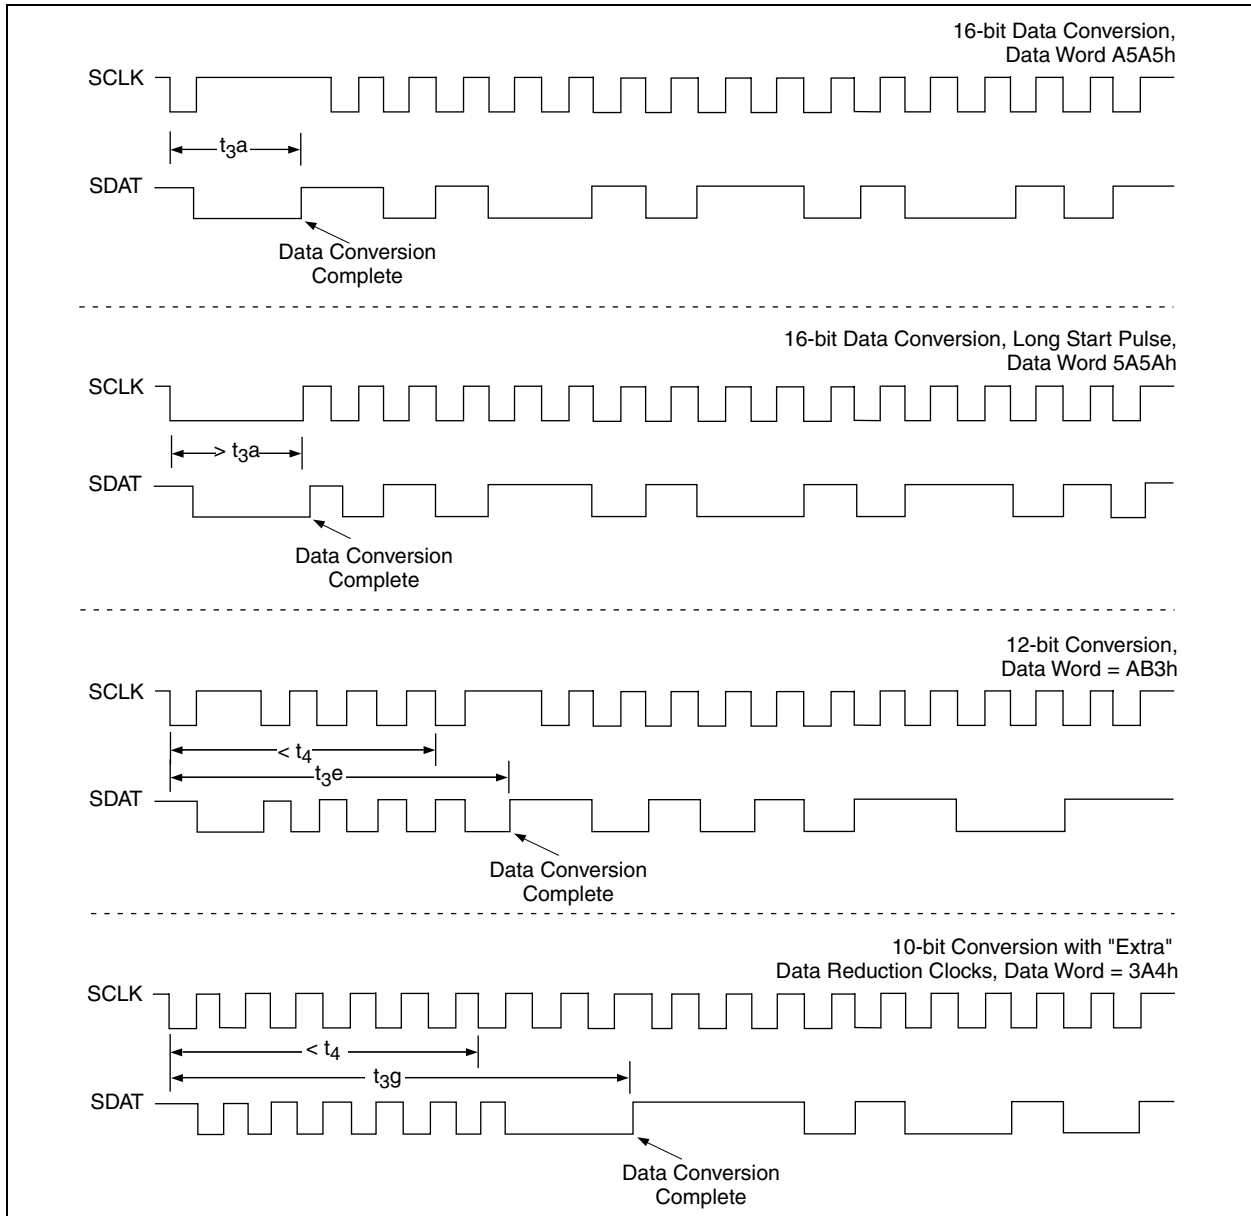 16-bit Data Conversion,
Data Word A5A5h
SCLK
t3a
SDAT
Data Conversion
Complete
16-bit Data Conversion, Long Start Pulse,
Data Word 5A5Ah
SCLK
> t3a
SDAT
Data Conversion
Complete
12-bit Conversion,
Data Word = AB3h
SCLK
< t4
t3e
SDAT
Data Conversion
Complete
10-bit Conversion with "Extra"
Data Reduction Clocks, Data Word = 3A4h
SCLK
< t4
t3g
SDAT
Data Conversion
Complete